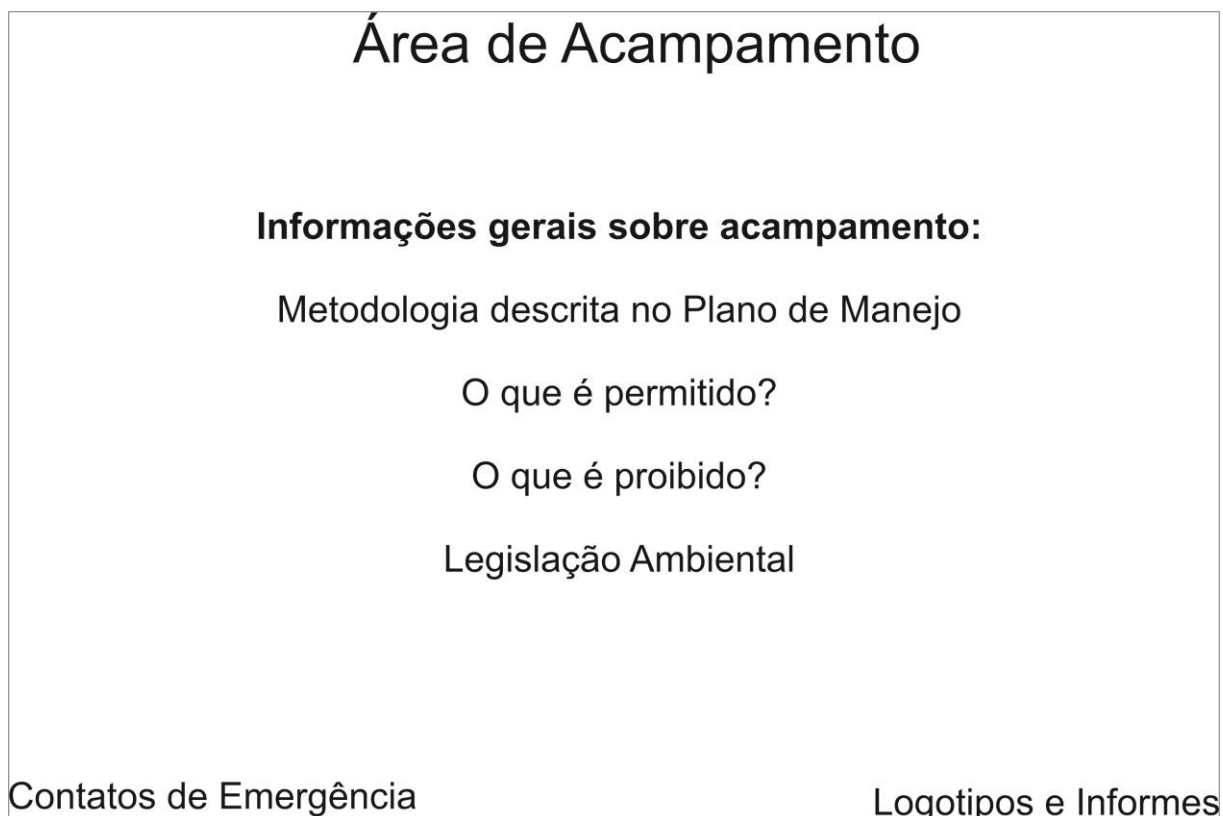 Área de Acampamento
Informações gerais sobre acampamento:
Metodologia descrita no Plano de Manejo
O que é permitido?
O que é proibido?
Legislação Ambiental
Contatos de Emergência
Logotipos e Informes